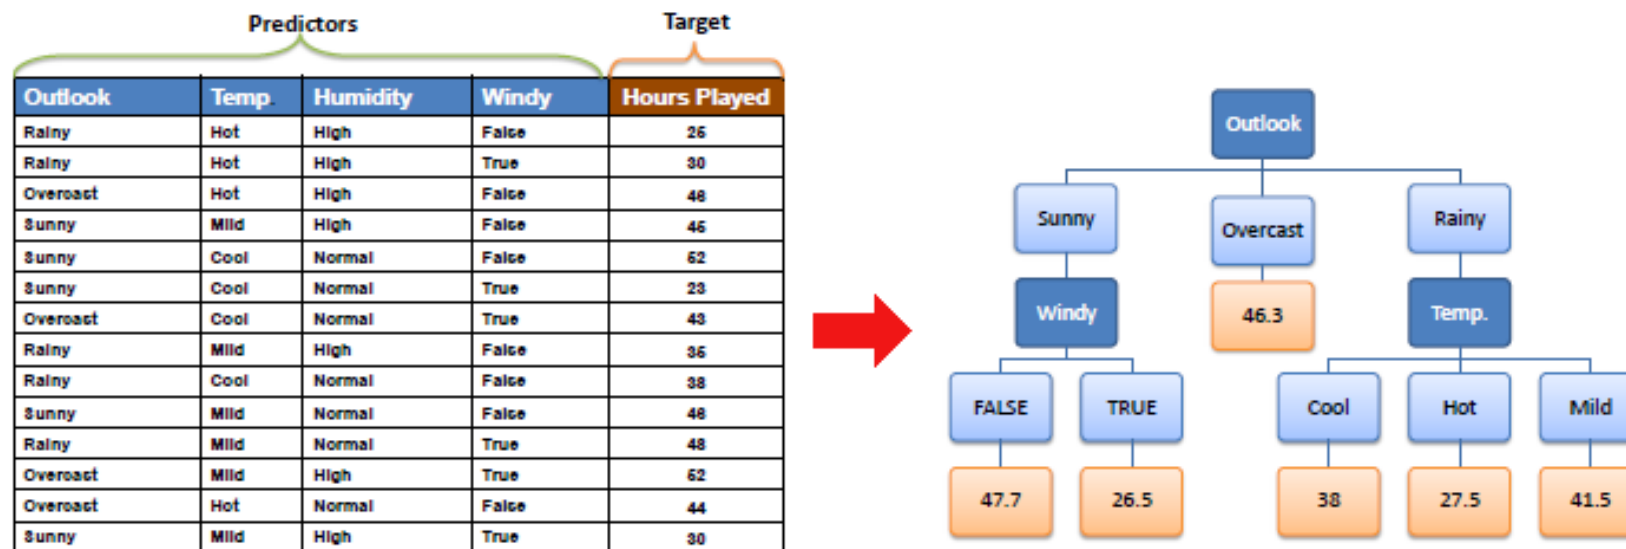 Predictors Target
Outlook Temp. Humidity Windy Hours Played
Rainy Hot High False 25
Rainy Hot High True 30
Overcast Hot High False 46
Sunny Mild High False 45
Sunny Cool Normal False 52
Sunny Cool Normal True 23
Overcast Cool Normal True 43
Rainy Mild High False 35
Rainy Cool Normal False 38
Sunny Mild Normal False 46
Rainy Mild Normal True 48
Overcast Mild High True 52
Overcast Hot Normal False 44
Sunny Mild High True 30
Outlook
Sunny Overcast Rainy
Windy 46.3 Temp.
FALSE TRUE Cool Hot Mild
47.7 26.5 38 27.5 41.5